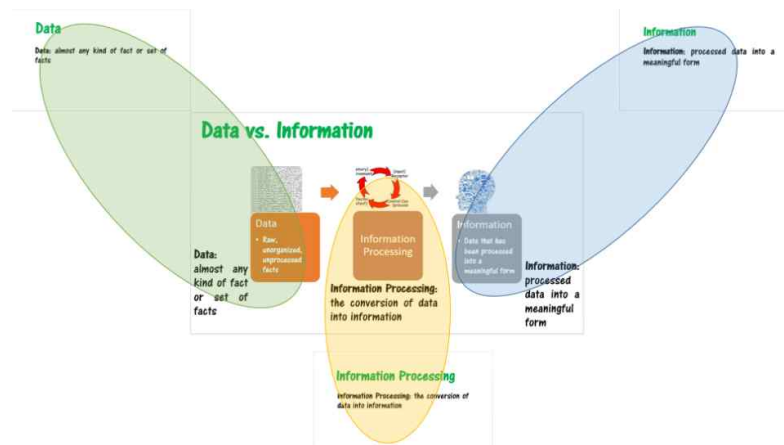 Data
Data: almost any kind of fact or set of
facts
Information
Information: processed data into a
meaningful form
Data vs. Information
Data
• Raw,
unorganized,
unprocessed
facts
Information
Processing
Information
• Data that has
been processed
into a
meaningful form
Data:
almost any
kind of fact
or set of
facts
Information Processing:
the conversion of data
into information
Information:
processed
data into a
meaningful
form
Information Processing
Information Processing: the conversion of
data into information